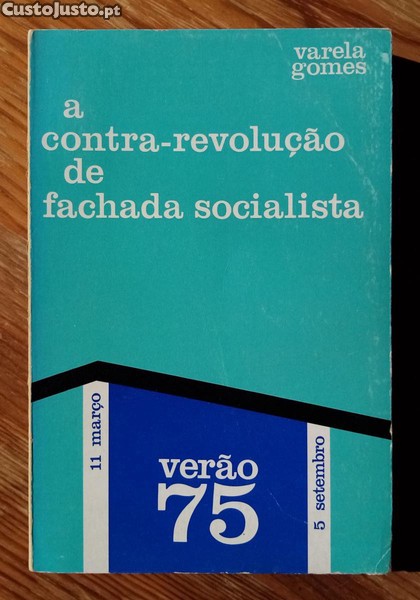 CustoJusto.pt
varela
gomes
a
contra-revolução
de
fachada socialista
11 março
verão
75
5 setembro